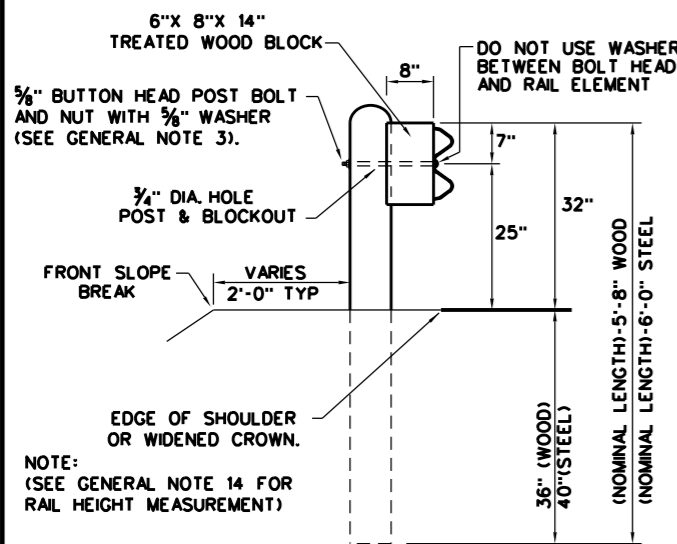 6"X 8"X 14"
TREATED WOOD BLOCK
8"
DO NOT USE WASHER
BETWEEN BOLT HEAD
AND RAIL ELEMENT
⅝" BUTTON HEAD POST BOLT
AND NUT WITH ⅝" WASHER
(SEE GENERAL NOTE 3).
7"
¾" DIA. HOLE
POST & BLOCKOUT
32"
25"
FRONT SLOPE
BREAK
VARIES
2'-0" TYP
(NOMINAL LENGTH)-5'-8" WOOD
(NOMINAL LENGTH)-6'-0" STEEL
EDGE OF SHOULDER
OR WIDENED CROWN.
36" (WOOD)
40"(STEEL)
NOTE:
(SEE GENERAL NOTE 14 FOR
RAIL HEIGHT MEASUREMENT)